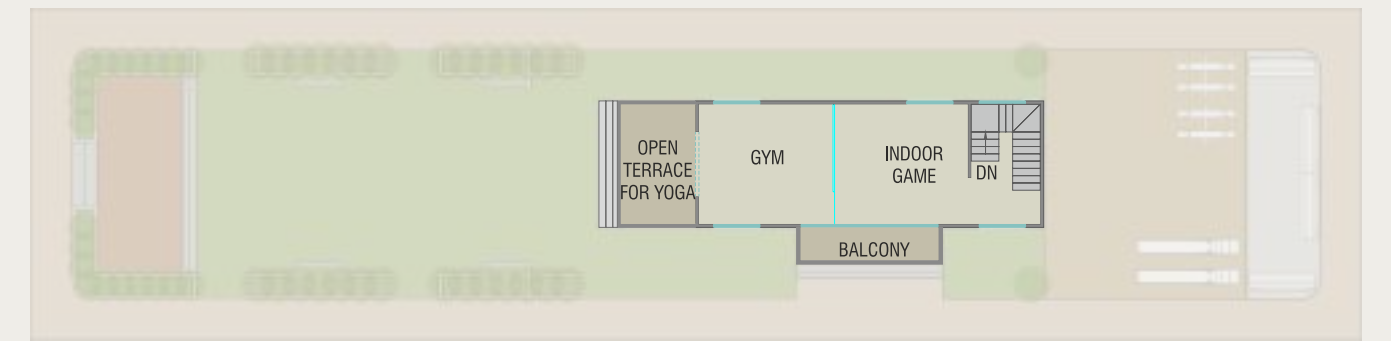 OPEN
TERRACE
FOR YOGA
GYM
INDOOR
GAME
DN
BALCONY